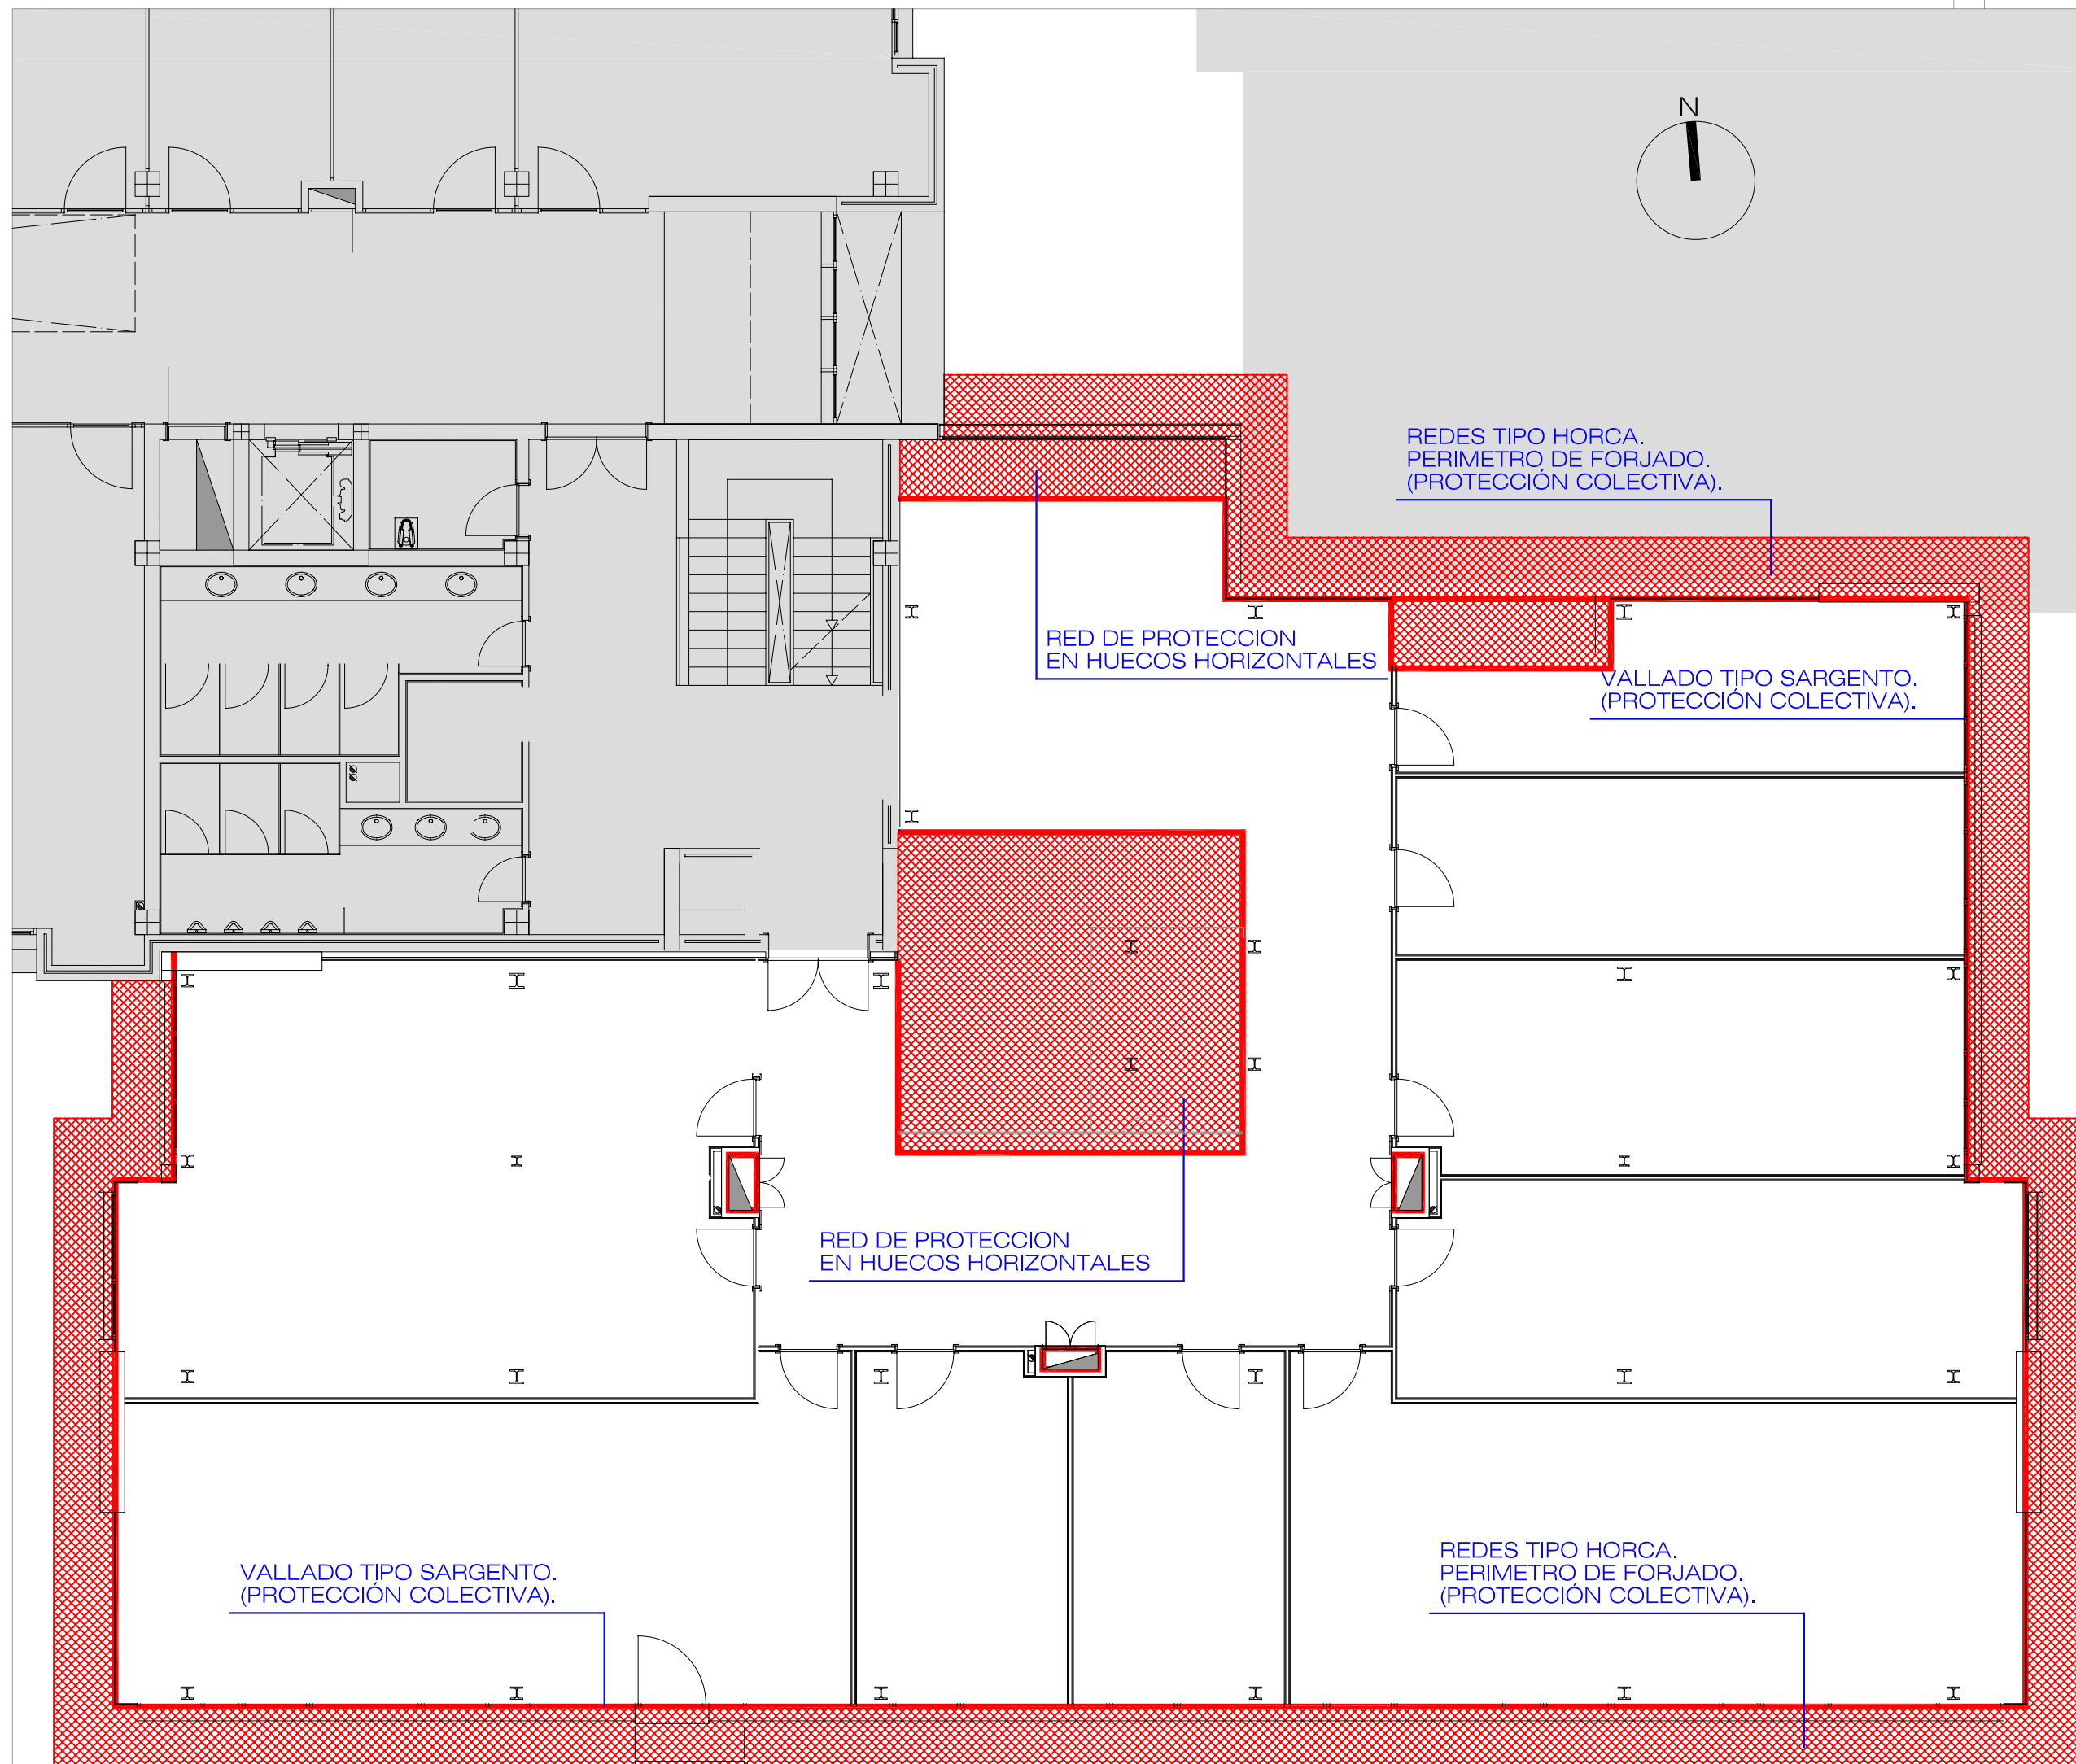 N
REDES TIPO HORCA.
PERIMETRO DE FORJADO.
(PROTECCIÓN COLECTIVA).
RED DE PROTECCION
EN HUECOS HORIZONTALES
VALLADO TIPO SARGENTO.
(PROTECCIÓN COLECTIVA).
RED DE PROTECCION
EN HUECOS HORIZONTALES
VALLADO TIPO SARGENTO.
(PROTECCIÓN COLECTIVA).
REDES TIPO HORCA.
PERIMETRO DE FORJADO.
(PROTECCIÓN COLECTIVA).